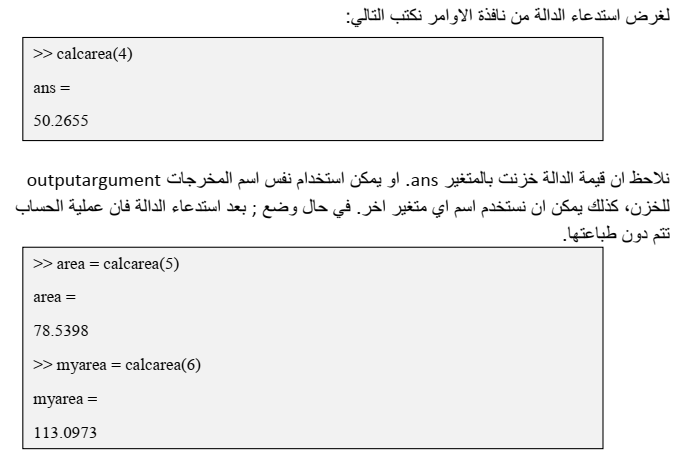 لغرض استدعاء الدالة من نافذة الاوامر نكتب التالي:
>> calcarea(4)
ans =
50.2655
نلاحظ ان قيمة الدالة خزنت بالمتغير ans. او يمكن استخدام نفس اسم المخرجات outputargument
للخزن، كذلك يمكن ان نستخدم اسم اي متغير اخر. في حال وضع ; بعد استدعاء الدالة فان عملية الحساب
تتم دون طباعتها.
>> area = calcarea(5)
area =
78.5398
>> myarea = calcarea(6)
myarea =
113.0973